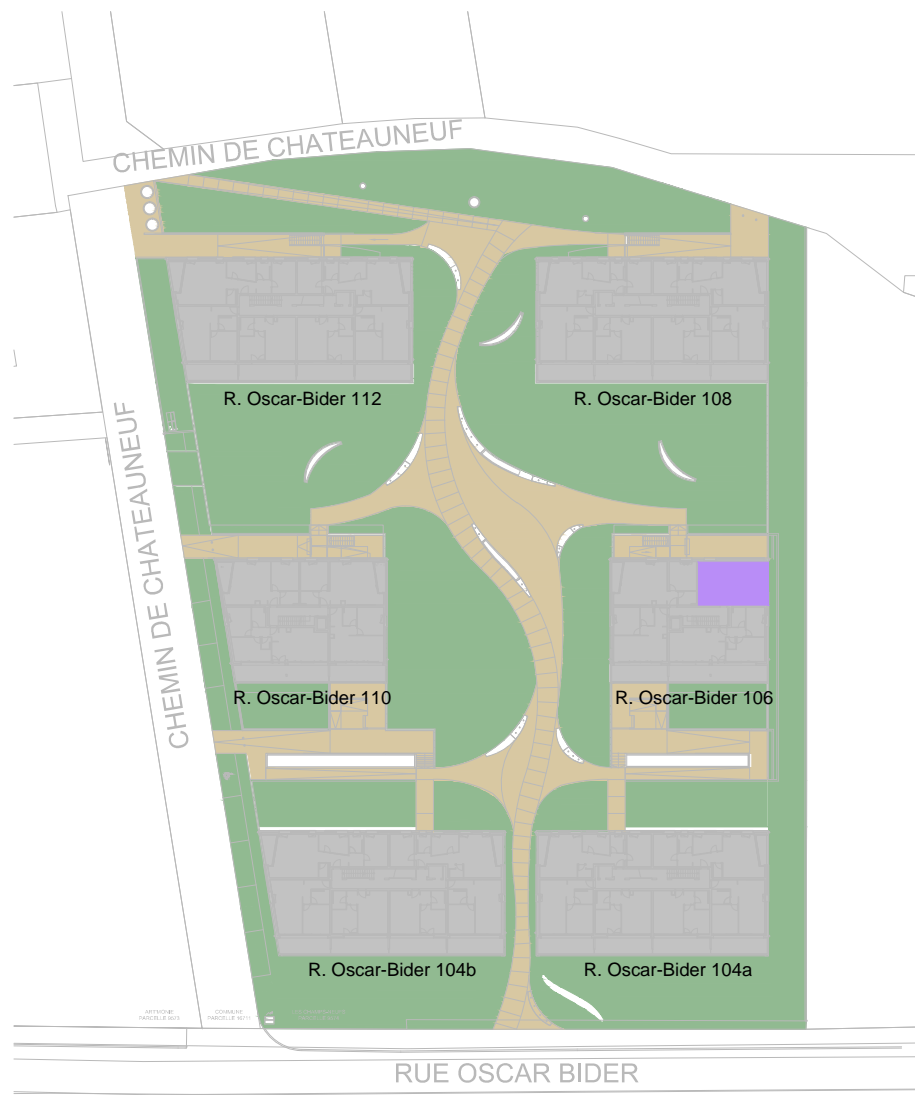 CHEMIN DE CHATEAUNEUF
R. Oscar-Bider 112
R. Oscar-Bider 108
CHEMIN DE CHATEAUNEUF
R. Oscar-Bider 110
R. Oscar-Bider 106
R. Oscar-Bider 104b
R. Oscar-Bider 104a
COMMUNE
RUE OSCAR BIDER